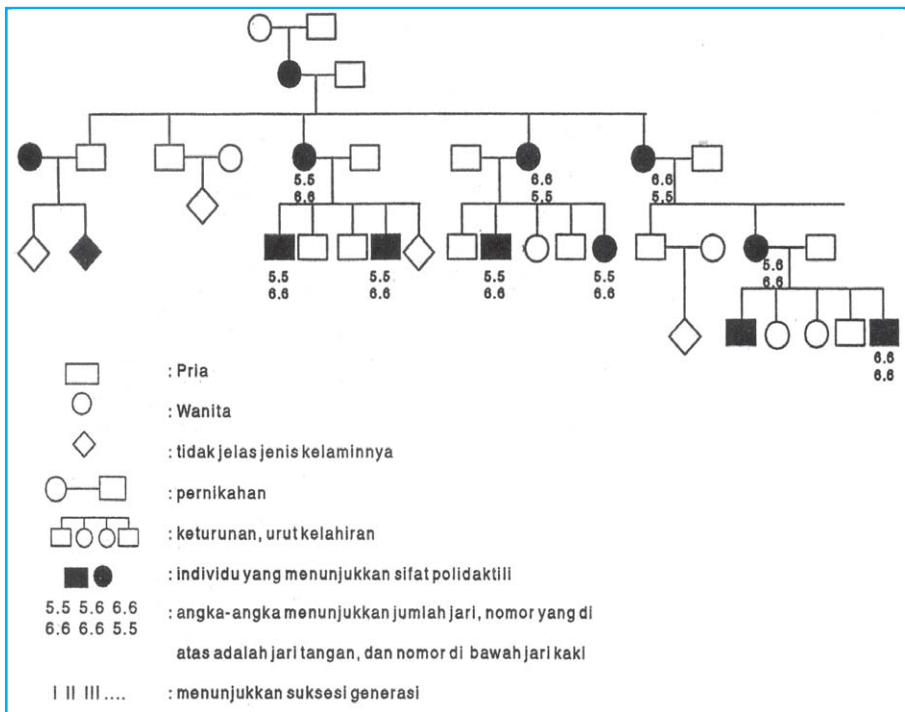 5.5
6.6
6.6
5.5
6.6
5.5
5.5
6.6
5.5
6.6
5.5
6.6
5.5
6.6
5.6
6.6
6.6
6.6
: Pria
: Wanita
: tidak jelas jenis kelaminnya
: pernikahan
: keturunan, urut kelahiran
: individu yang menunjukkan sifat polidaktili
5.5 5.6 6.6
6.6 6.6 5.5
: angka-angka menunjukkan jumlah jari, nomor yang di
atas adalah jari tangan, dan nomor di bawah jari kaki
I II III .... : menunjukkan suksesi generasi